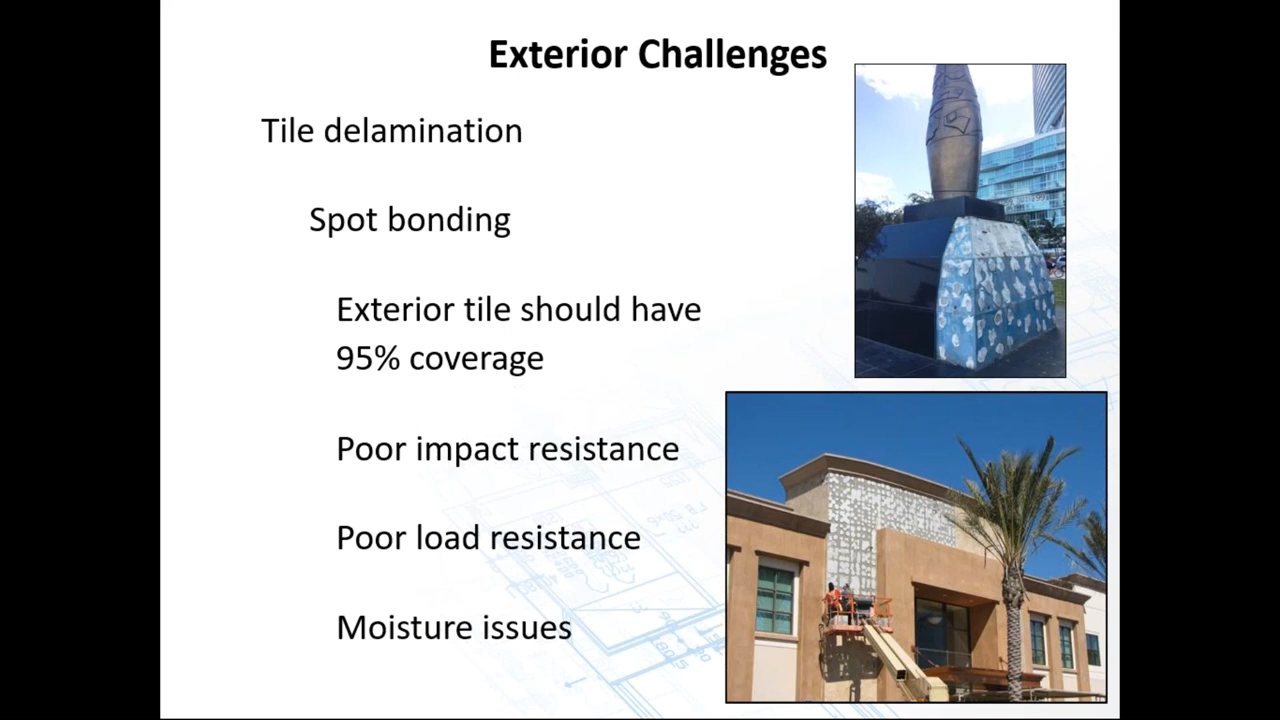 Exterior Challenges
Tile delamination
Spot bonding
Exterior tile should have
95% coverage
Poor impact resistance
Poor load resistance
Moisture issues